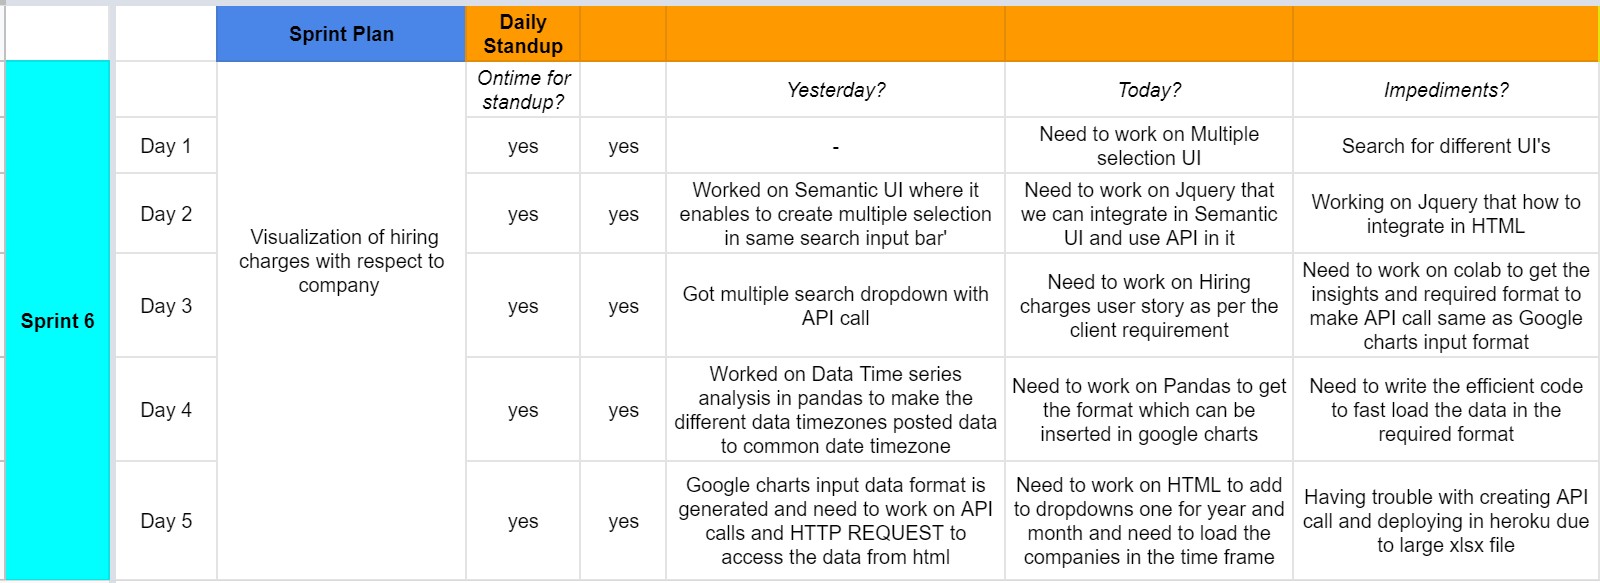 Sprint Plan
Daily
Standup
Ontime for
standup?
Yesterday?
Today?
Impediments?
Sprint 6
Visualization of hiring
charges with respect to
company
Day 1
yes
yes
-
Need to work on Multiple
selection UI
Search for different UI's
Day 2
yes
yes
Worked on Semantic UI where it
enables to create multiple selection
in same search input bar'
Need to work on Jquery that
we can integrate in Semantic
UI and use API in it
Working on Jquery that how to
integrate in HTML
Day 3
yes
yes
Got multiple search dropdown with
API call
Need to work on Hiring
charges user story as per the
client requirement
Need to work on colab to get the
insights and required format to
make API call same as Google
charts input format
Day 4
yes
yes
Worked on Data Time series
analysis in pandas to make the
different data timezones posted data
to common date timezone
Need to work on Pandas to get
the format which can be
inserted in google charts
Need to write the efficient code
to fast load the data in the
required format
Day 5
yes
yes
Google charts input data format is
generated and need to work on API
calls and HTTP REQUEST to
access the data from html
Need to work on HTML to add
to dropdowns one for year and
month and need to load the
companies in the time frame
Having trouble with creating API
call and deploying in heroku due
to large xlsx file